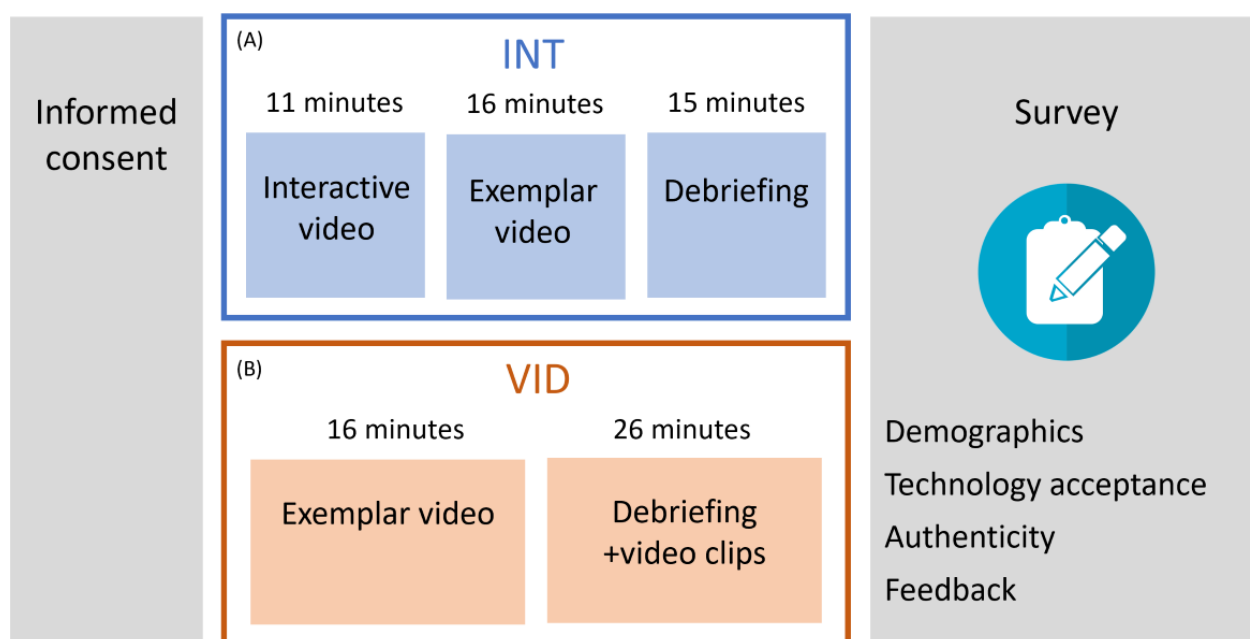 Informed
consent
(A)
INT
11 minutes
16 minutes
15 minutes
Interactive
video
Exemplar
video
Debriefing
(B)
VID
16 minutes
26 minutes
Exemplar video
Debriefing
+video clips
Survey
Demographics
Technology acceptance
Authenticity
Feedback